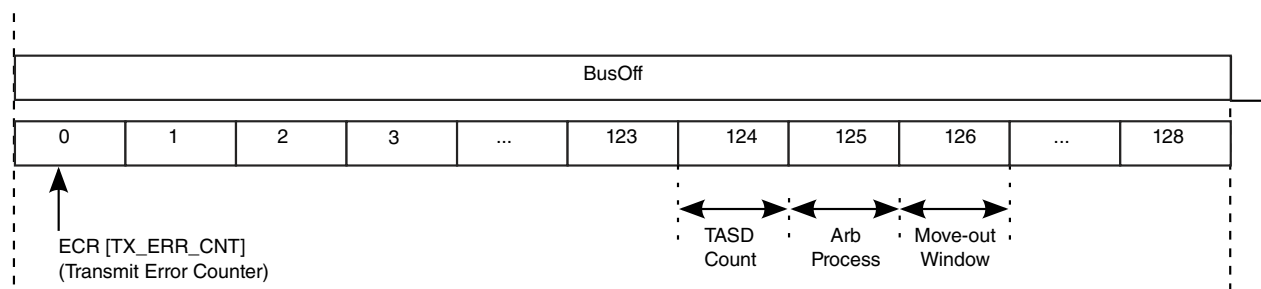 BusOff
0 1 2 3 ... 123 124 125 126 ... 128
ECR [TX_ERR_CNT]
(Transmit Error Counter)
TASD
Count
Arb
Process
Move-out
Window